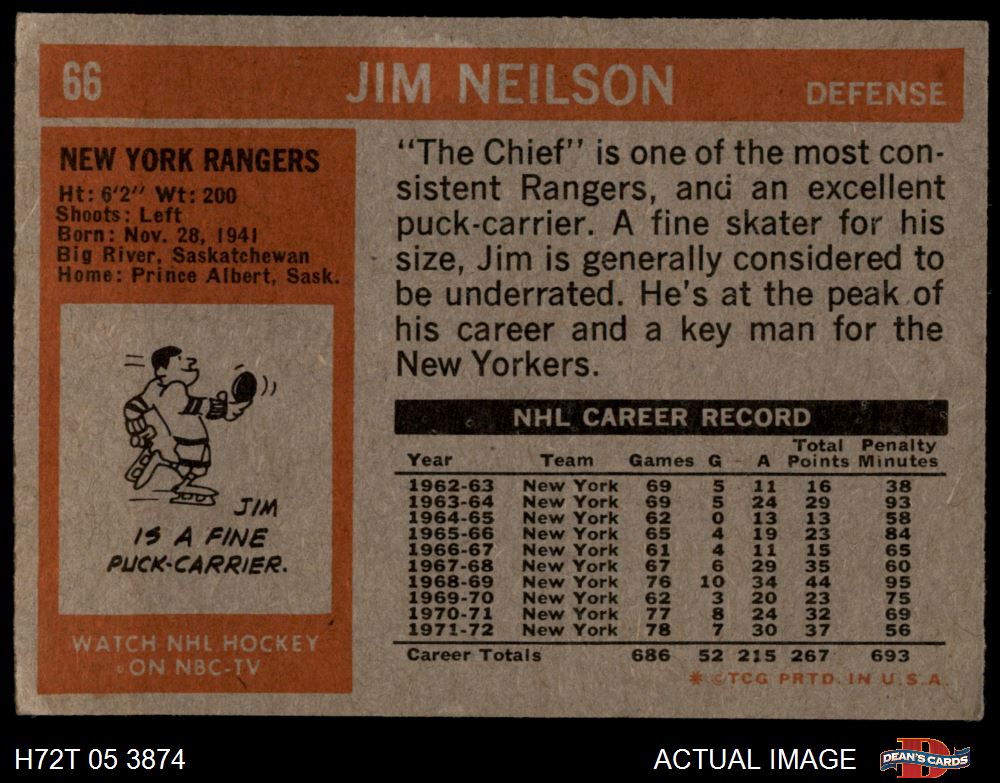 66 JIM NEILSON DEFENSE
NEW YORK RANGERS
Ht: 6'2" Wt: 200
Shoots: Left
Born: Nov. 28, 1941
Big River, Saskatchewan
Home: Prince Albert, Sask.
JIM
IS A FINE
PUCK-CARRIER.
WATCH NHL HOCKEY
ON NBC-TV
"The Chief" is one of the most con-
sistent Rangers, and an excellent
puck-carrier. A fine skater for his
size, Jim is generally considered to
be underrated. He's at the peak of
his career and a key man for the
New Yorkers.
NHL CAREER RECORD
Year Team Games G A Total Points Penalty Minutes
1962-63 New York 69 5 11 16 38
1963-64 New York 69 5 24 29 93
1964-65 New York 62 0 13 13 58
1965-66 New York 65 4 19 23 84
1966-67 New York 61 4 11 15 65
1967-68 New York 67 6 29 35 60
1968-69 New York 76 10 34 44 95
1969-70 New York 62 3 20 23 75
1970-71 New York 77 8 24 32 69
1971-72 New York 78 7 30 37 56
Career Totals 686 52 215 267 693
* ©TCG PRTD. IN U.S.A.
H72T 05 3874 ACTUAL IMAGE DEAN'S CARDS